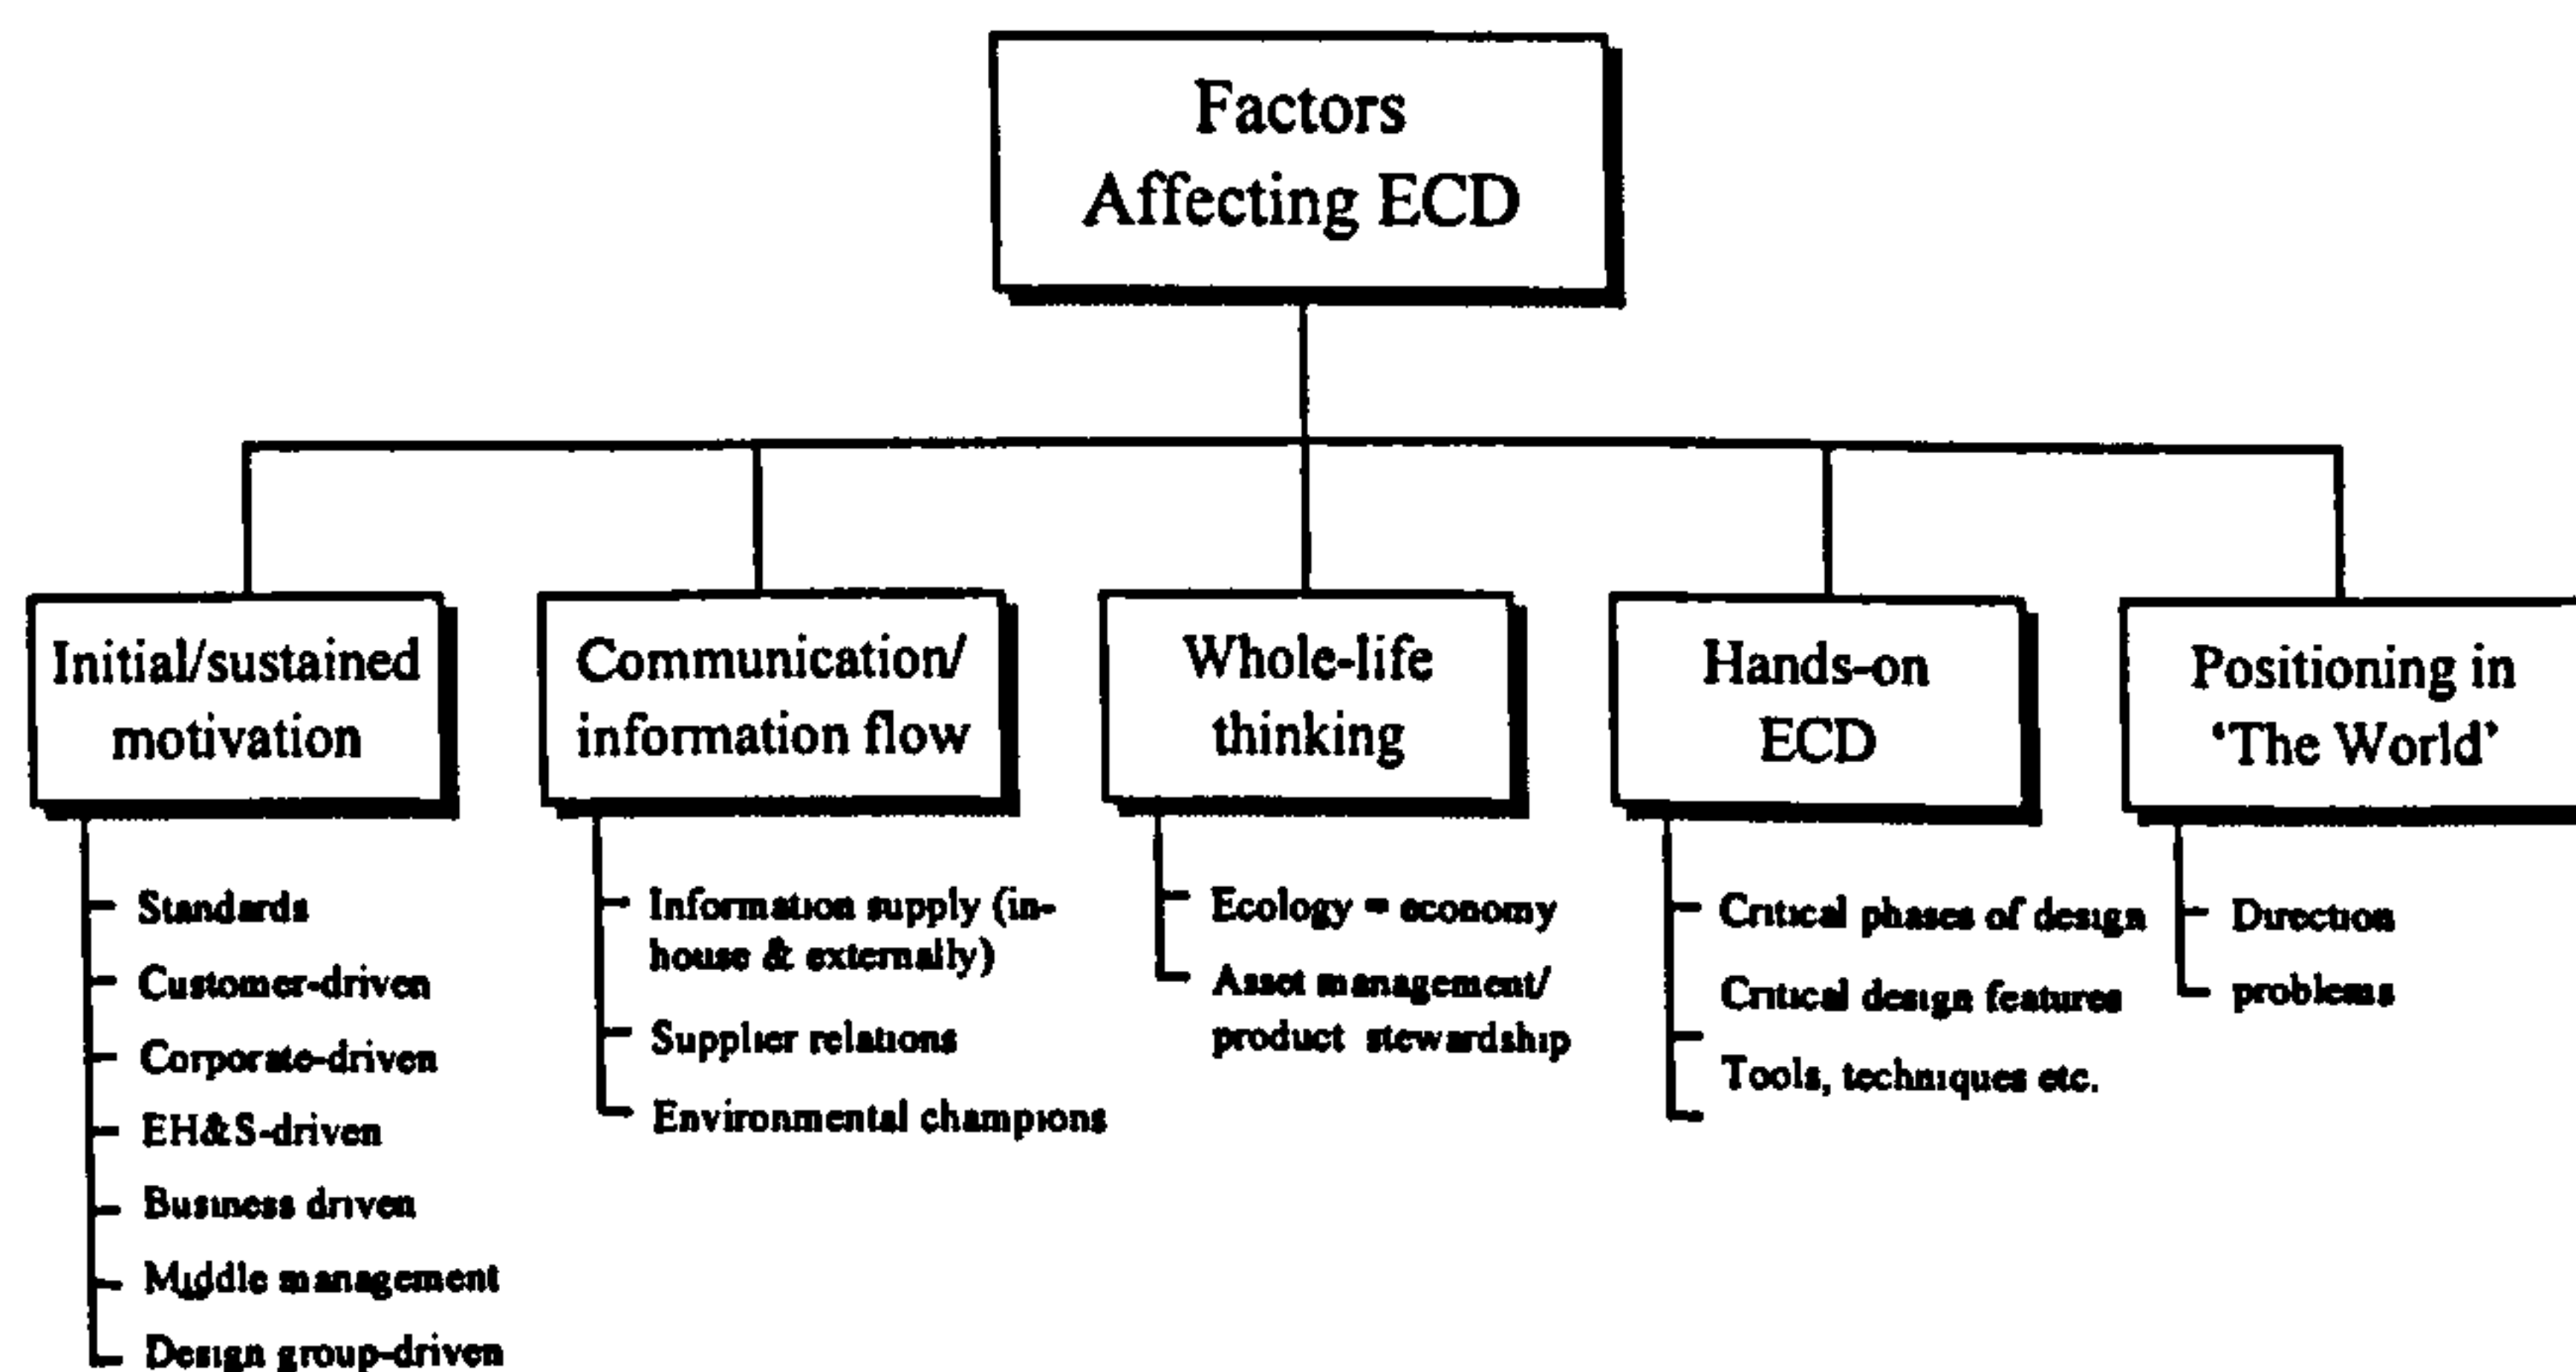 Factors
Affecting ECD
Initial/sustained
motivation
Standards
Customer-driven
Corporate-driven
EH&S-driven
Business driven
Middle management
Design group-driven
Communication/
information flow
Information supply (in-
house & externally)
Supplier relations
Environmental champions
Whole-life
thinking
Ecology = economy
Asset management/
product stewardship
Hands-on
ECD
Critical phases of design
Critical design features
Tools, techniques etc.
Positioning in
‘The World’
Direction
problems